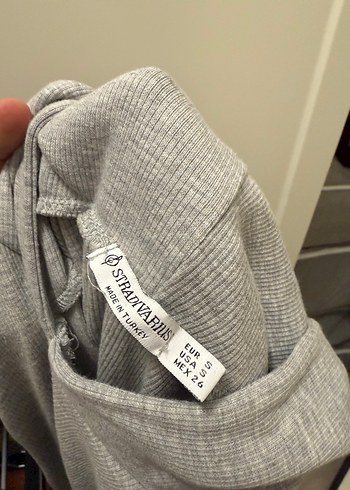 STRADIVARIUS
MADE IN TURKEY
EUR S
USA S
MEX 26